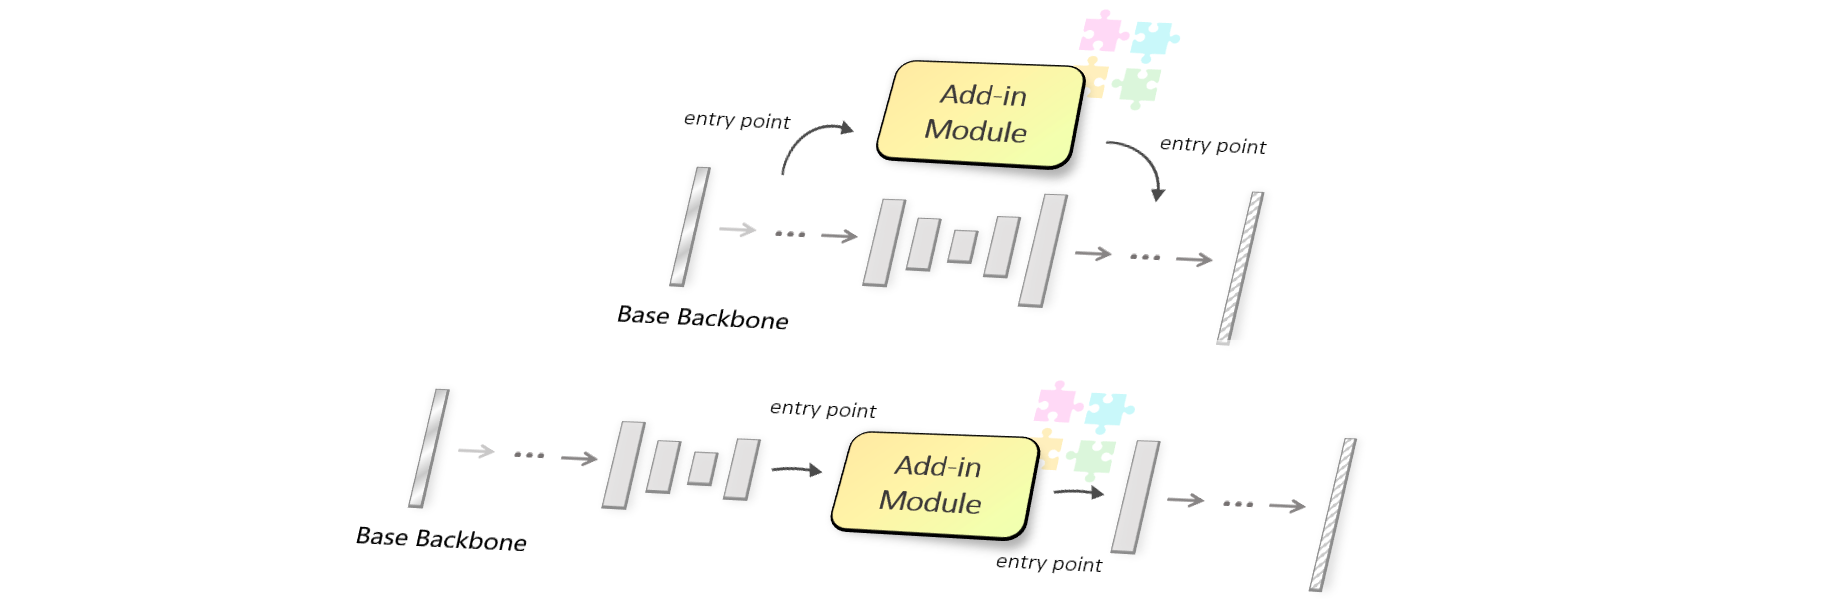 Add-in
Module
entry point
entry point
Base Backbone
entry point
Add-in
Module
Base Backbone
entry point